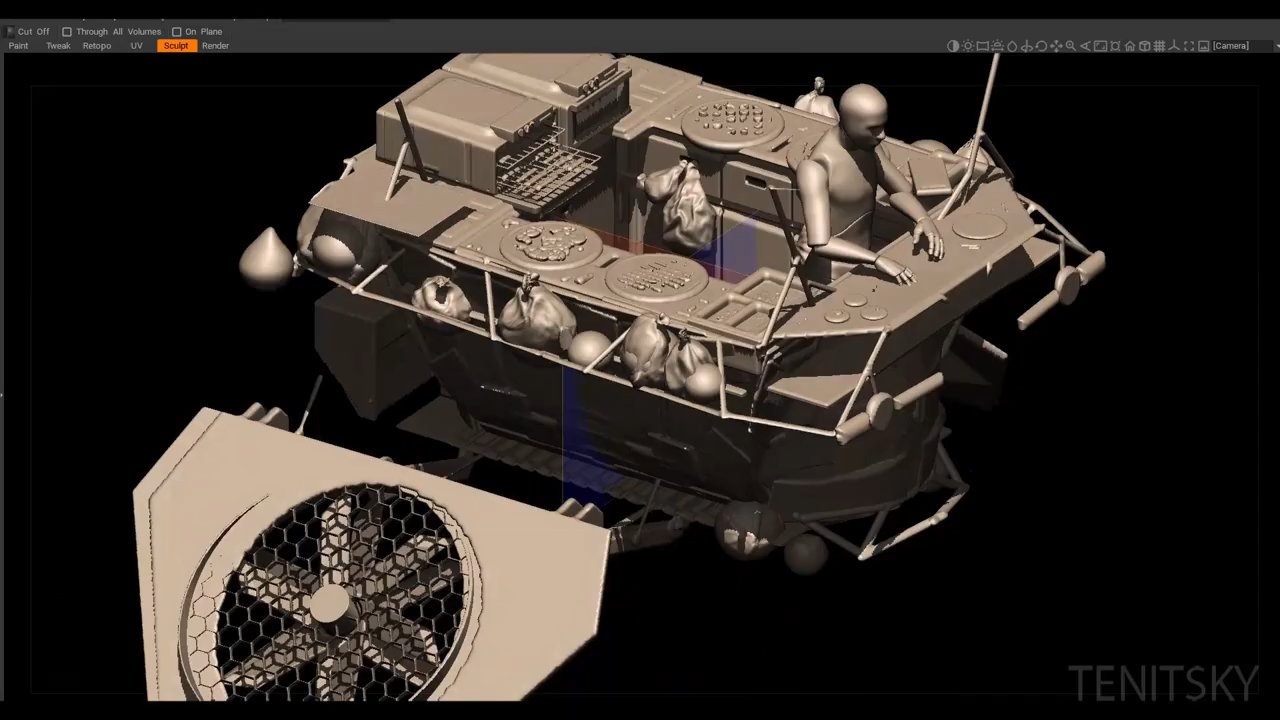 Cut Off Through All Volumes On Plane
Paint Tweak Retopo UV Sculpt Render
[Camera]
TENITSKY